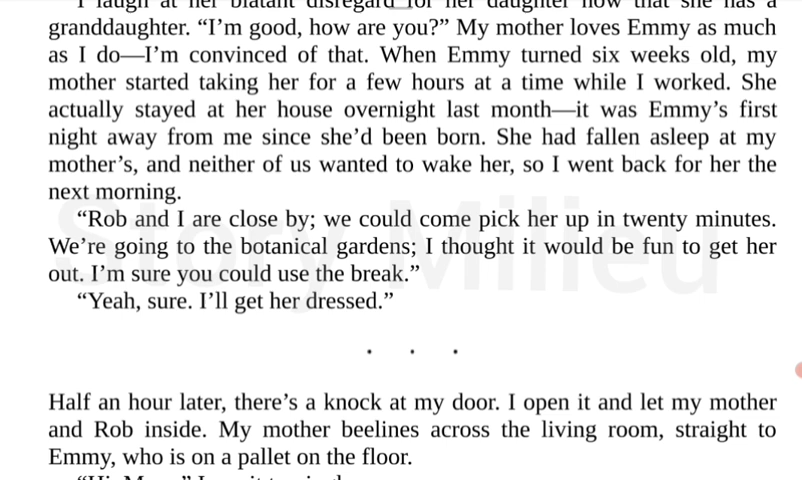 I laugh at her blatant disregard for her daughter now that she has a
granddaughter. “I’m good, how are you?” My mother loves Emmy as much
as I do—I’m convinced of that. When Emmy turned six weeks old, my
mother started taking her for a few hours at a time while I worked. She
actually stayed at her house overnight last month—it was Emmy’s first
night away from me since she’d been born. She had fallen asleep at my
mother’s, and neither of us wanted to wake her, so I went back for her the
next morning.
“Rob and I are close by; we could come pick her up in twenty minutes.
We’re going to the botanical gardens; I thought it would be fun to get her
out. I’m sure you could use the break.”
“Yeah, sure. I’ll get her dressed.”
. . .
Half an hour later, there’s a knock at my door. I open it and let my mother
and Rob inside. My mother beelines across the living room, straight to
Emmy, who is on a pallet on the floor.
Story Milieu